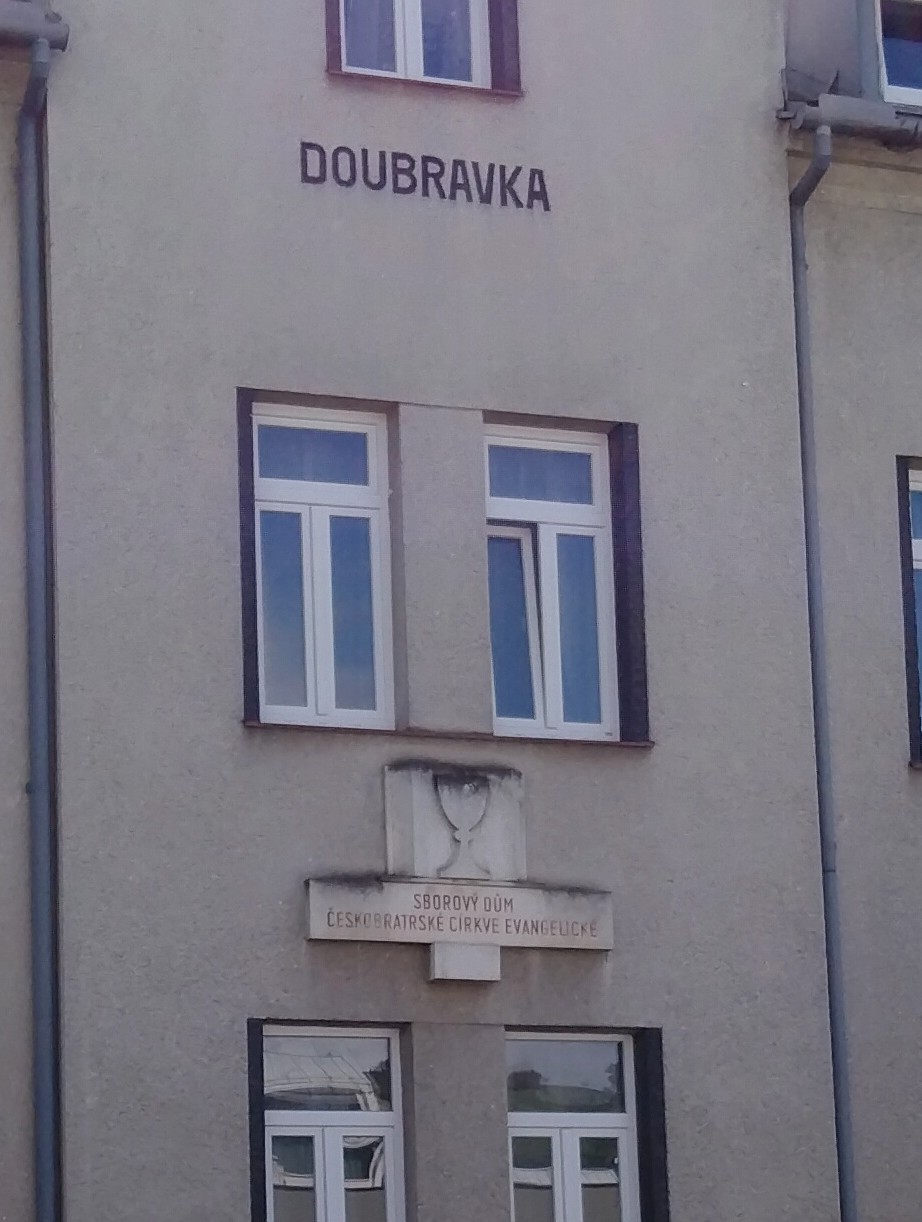 DOUBRAVKA
SBOROVÝ DŮM
ČESKOBRATRSKÉ CÍRKVE EVANGELICKÉ